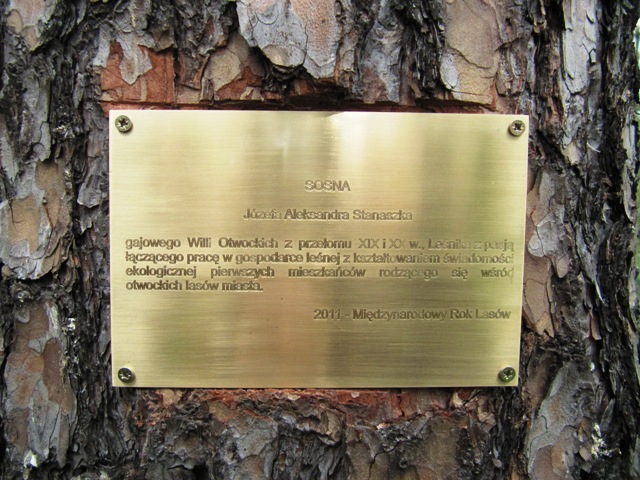 SOSNA
Józefa Aleksandra Stanaszka
gajowego Willi Otwockich z przełomu XIX i XX w., Leśnika z pasją
łączącego pracę w gospodarce leśnej z kształtowaniem świadomości
ekologicznej pierwszych mieszkańców rodzącego się wśród
otwockich lasów miasta.
2011 - Międzynarodowy Rok Lasów